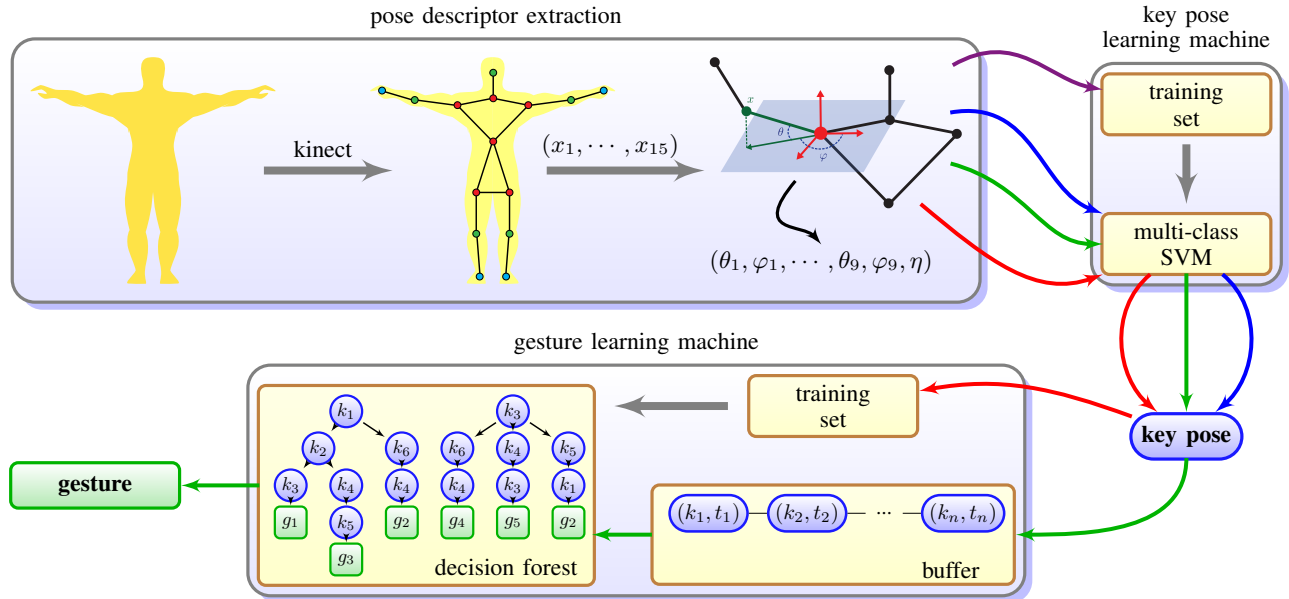 pose descriptor extraction
key pose
learning machine
kinect
(x₁, ⋯ , x₁₅)
x
θ
φ
(θ₁, φ₁, ⋯ , θ₉, φ₉, η)
training
set
multi-class
SVM
gesture learning machine
training
set
key pose
gesture
k₁
k₃
k₂
k₆
k₆
k₄
k₅
k₃
k₄
k₄
k₄
k₃
k₁
g₁
k₅
g₂
g₄
g₅
g₂
g₃
decision forest
(k₁, t₁)
(k₂, t₂)
...
(kₙ, tₙ)
buffer